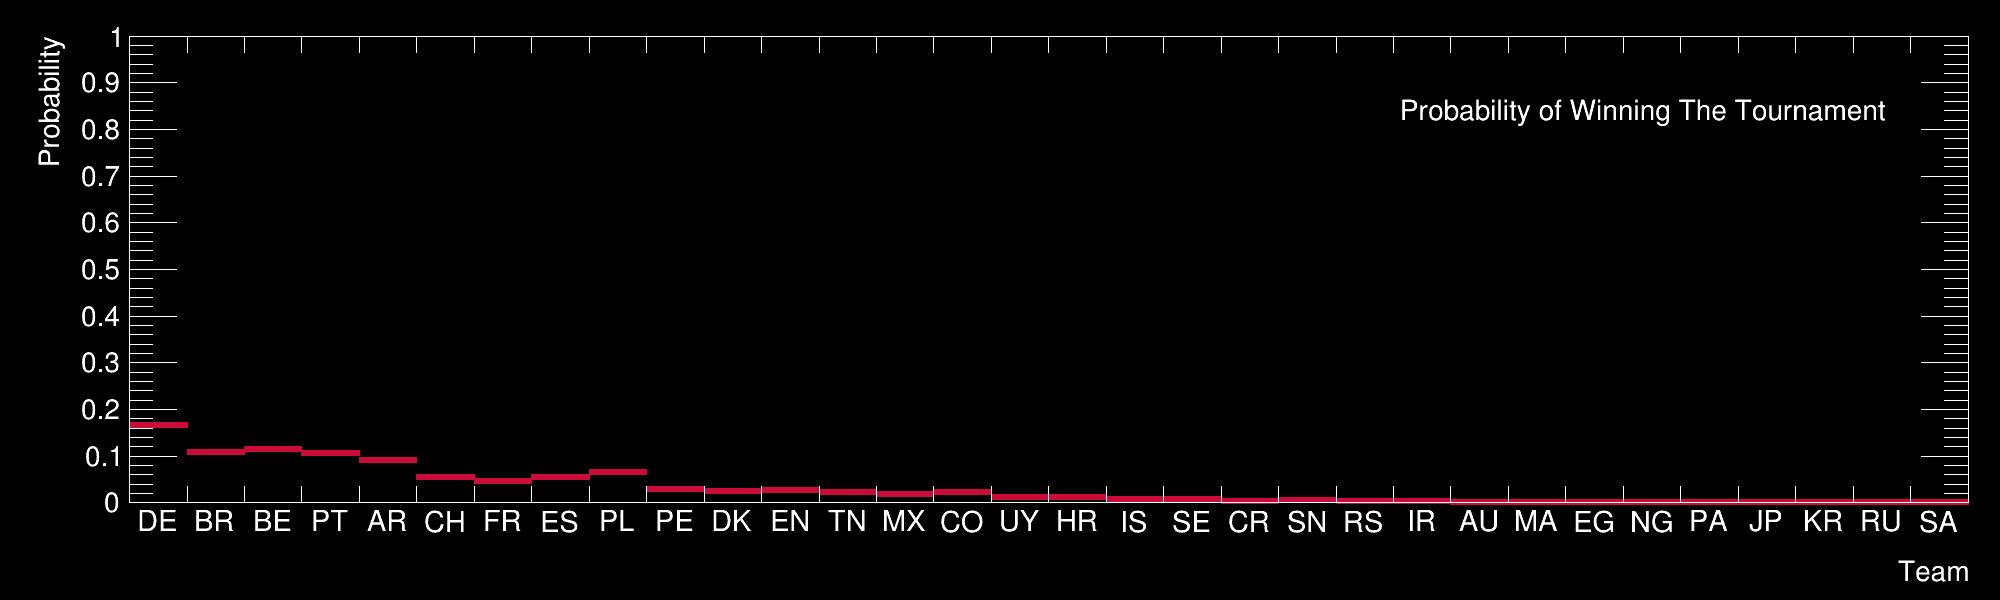 Probability
1
0.9
0.8
0.7
0.6
0.5
0.4
0.3
0.2
0.1
0
Probability of Winning The Tournament
DE BR BE PT AR CH FR ES PL PE DK EN TN MX CO UY HR IS SE CR SN RS IR AU MA EG NG PA JP KR RU SA
Team